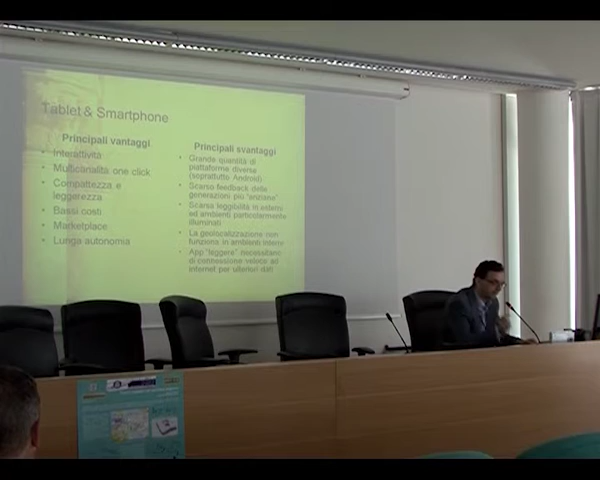 Tablet & Smartphone
Principali vantaggi
• Interattività
• Multicanalità one click
• Compattezza e
leggerezza
• Bassi costi
• Marketplace
• Lunga autonomia
Principali svantaggi
• Grande quantità di
piattaforme diverse
(soprattutto Android)
• Scarso feedback delle
generazioni più "anziane"
• Scarsa leggibilità in esterni
ed ambienti particolarmente
illuminati
• La geolocalizzazione non
funziona in ambienti interni
• App "leggere" necessitano
di connessione veloce ad
internet per ulteriori dati